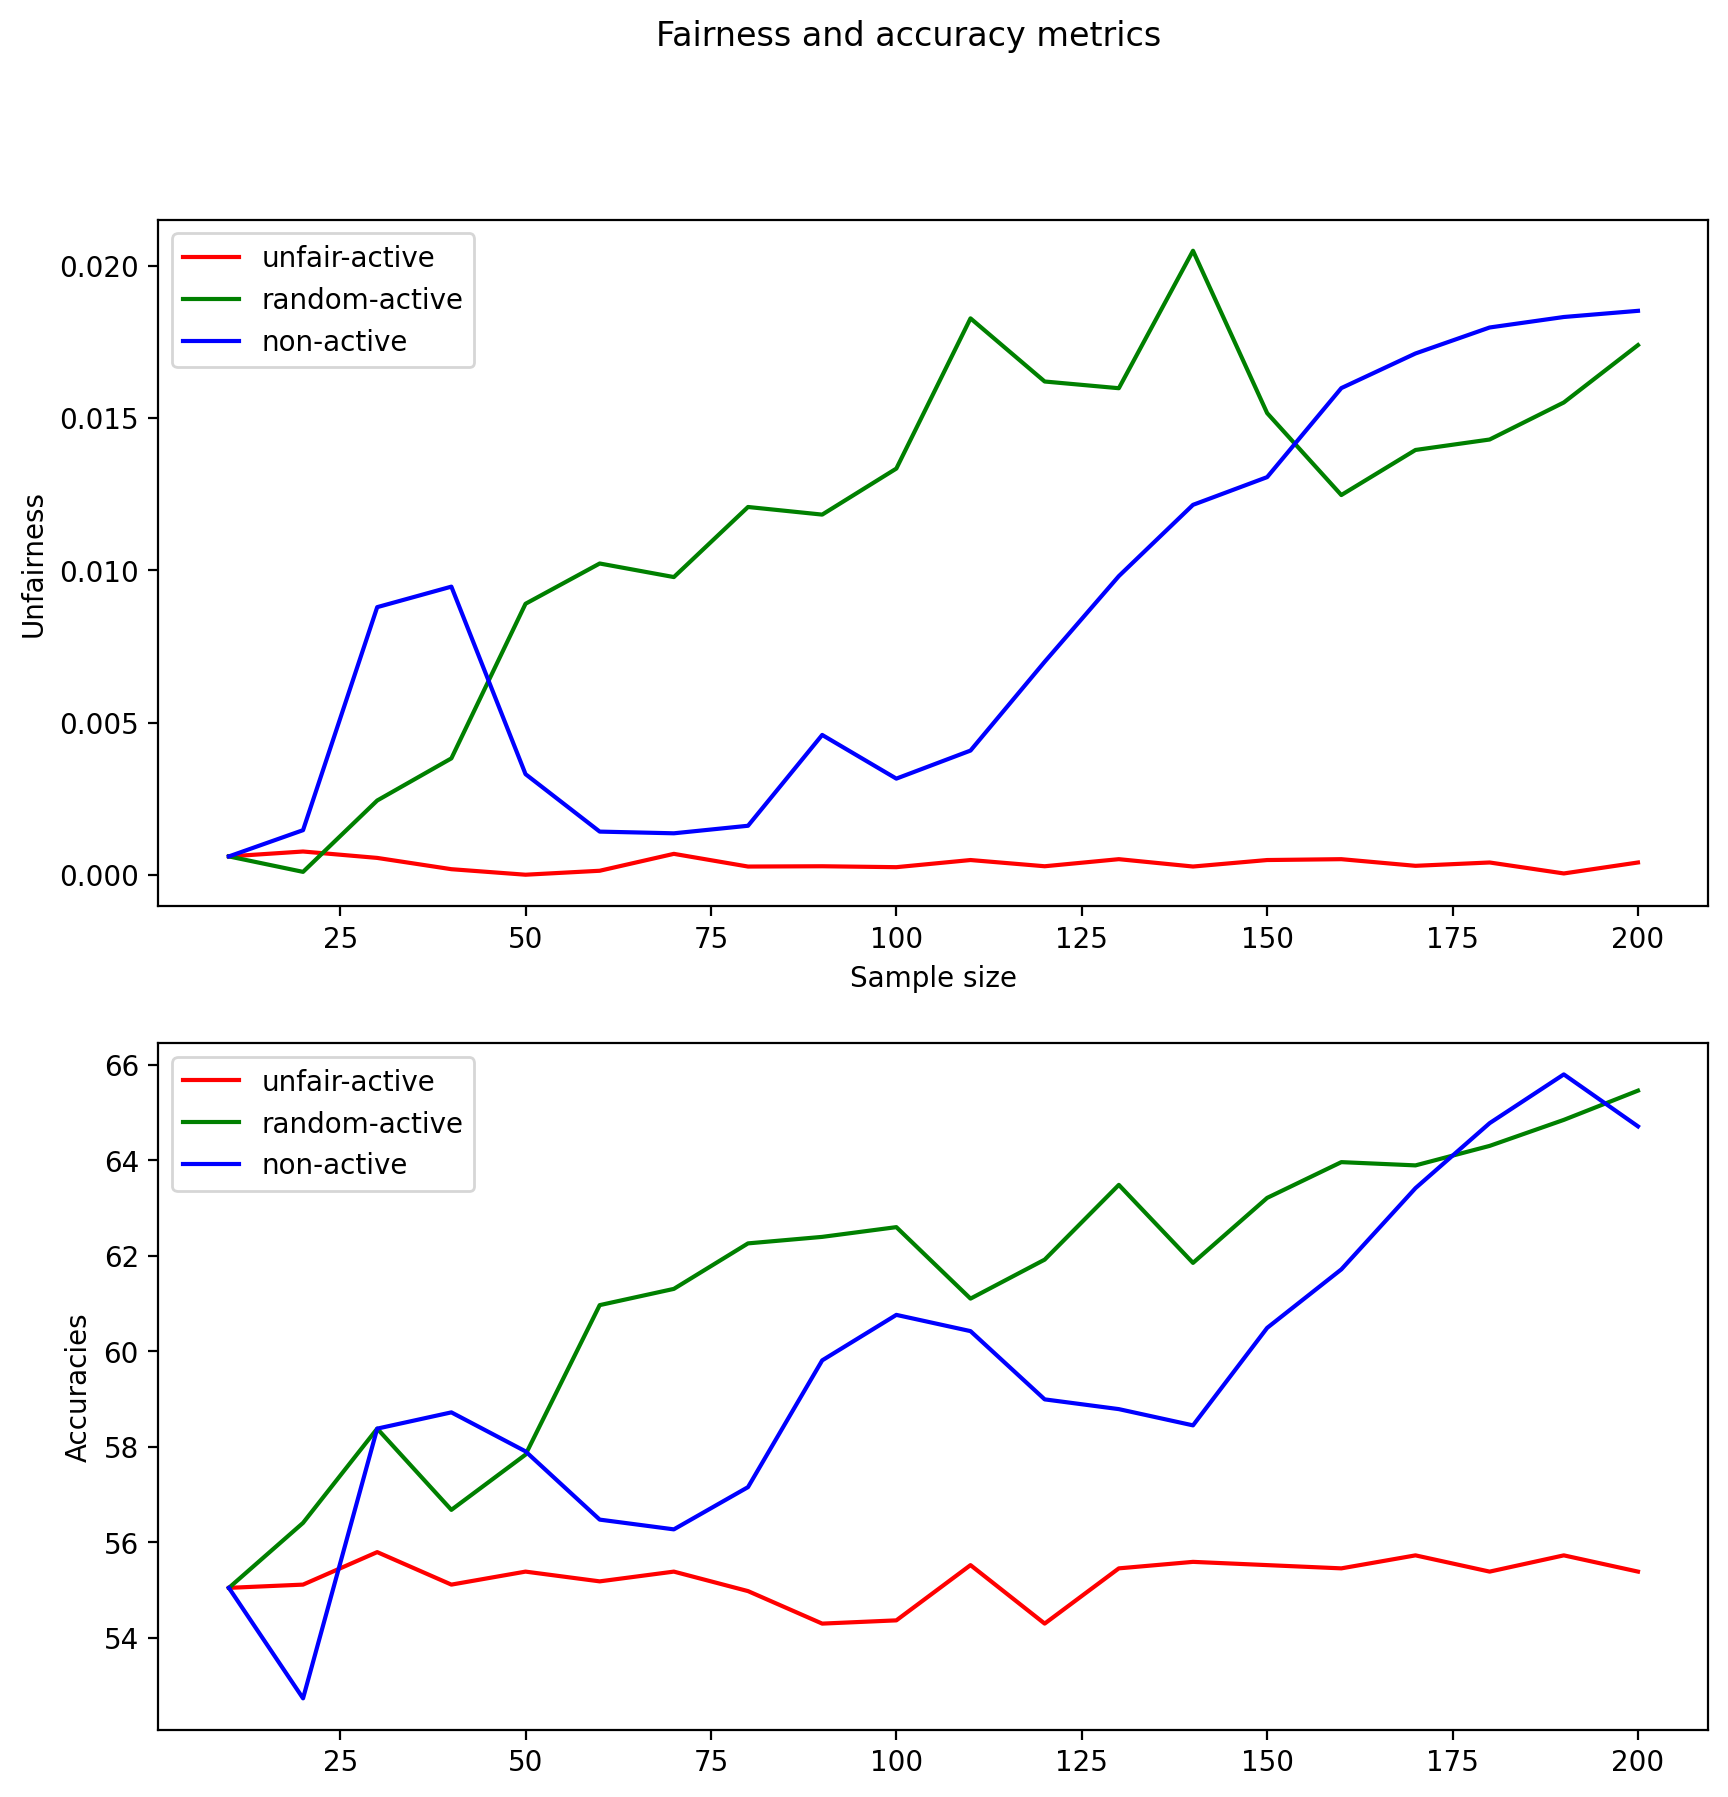 Fairness and accuracy metrics
unfair-active
random-active
non-active
0.020
0.015
0.010
0.005
0.000
Unfairness
25 50 75 100 125 150 175 200
Sample size
unfair-active
random-active
non-active
66
64
62
60
58
56
54
Accuracies
25 50 75 100 125 150 175 200